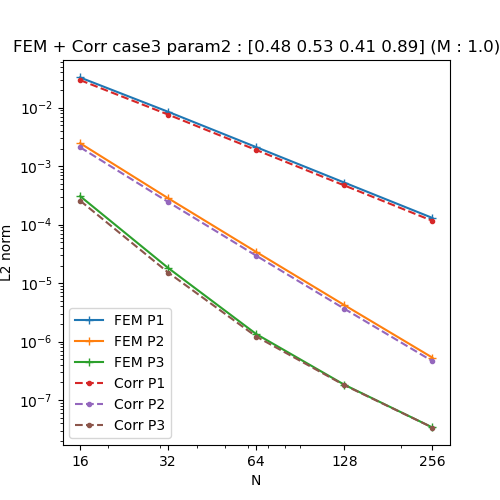 FEM + Corr case3 param2 : [0.48 0.53 0.41 0.89] (M : 1.0)
10⁻²
10⁻³
10⁻⁴
10⁻⁵
10⁻⁶
10⁻⁷
L2 norm
FEM P1
FEM P2
FEM P3
Corr P1
Corr P2
Corr P3
16 32 64 128 256
N